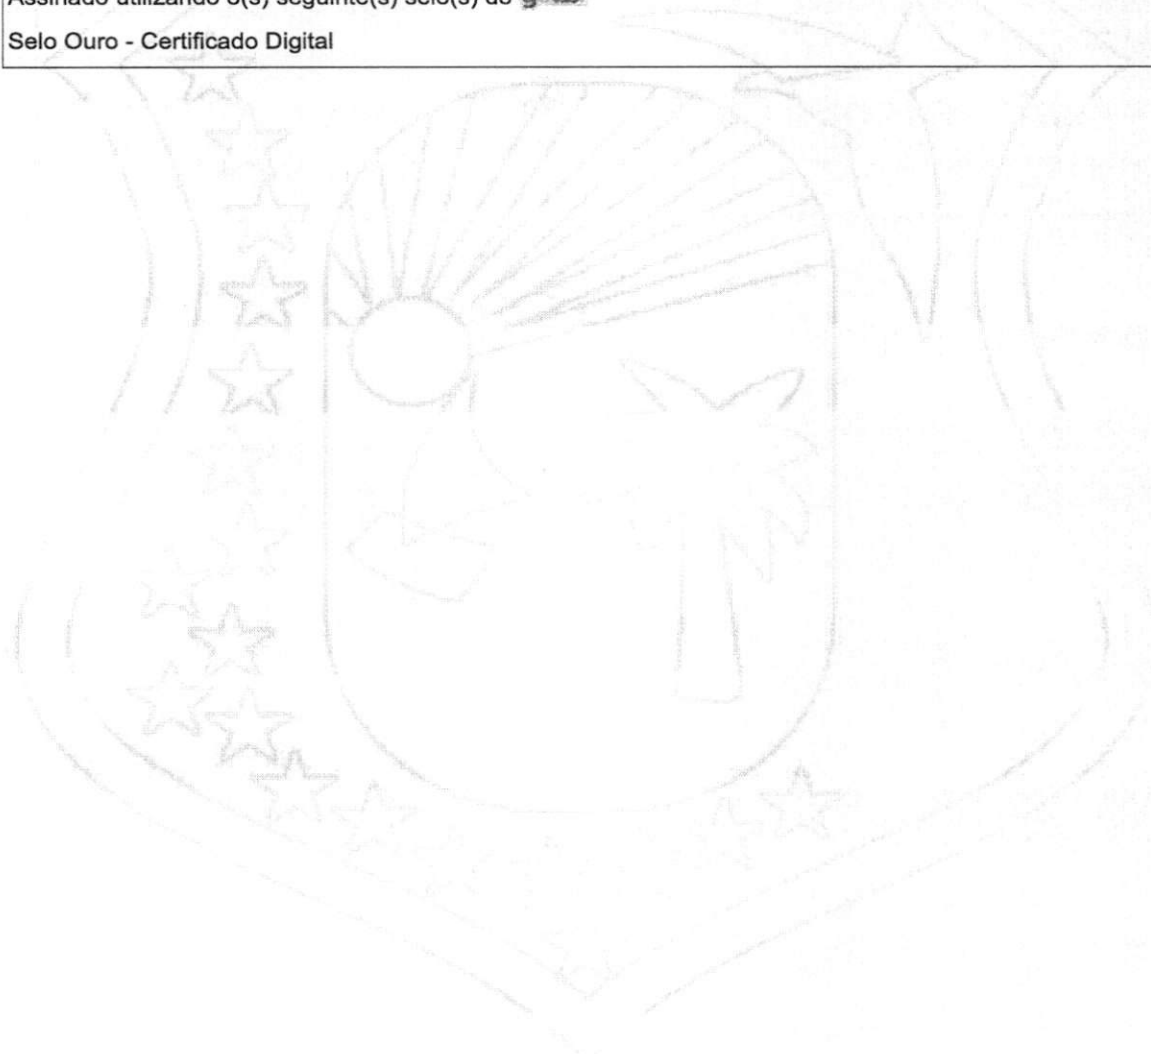 Assinado utilizando o(s) seguinte(s) selo(s) do
Selo Ouro - Certificado Digital